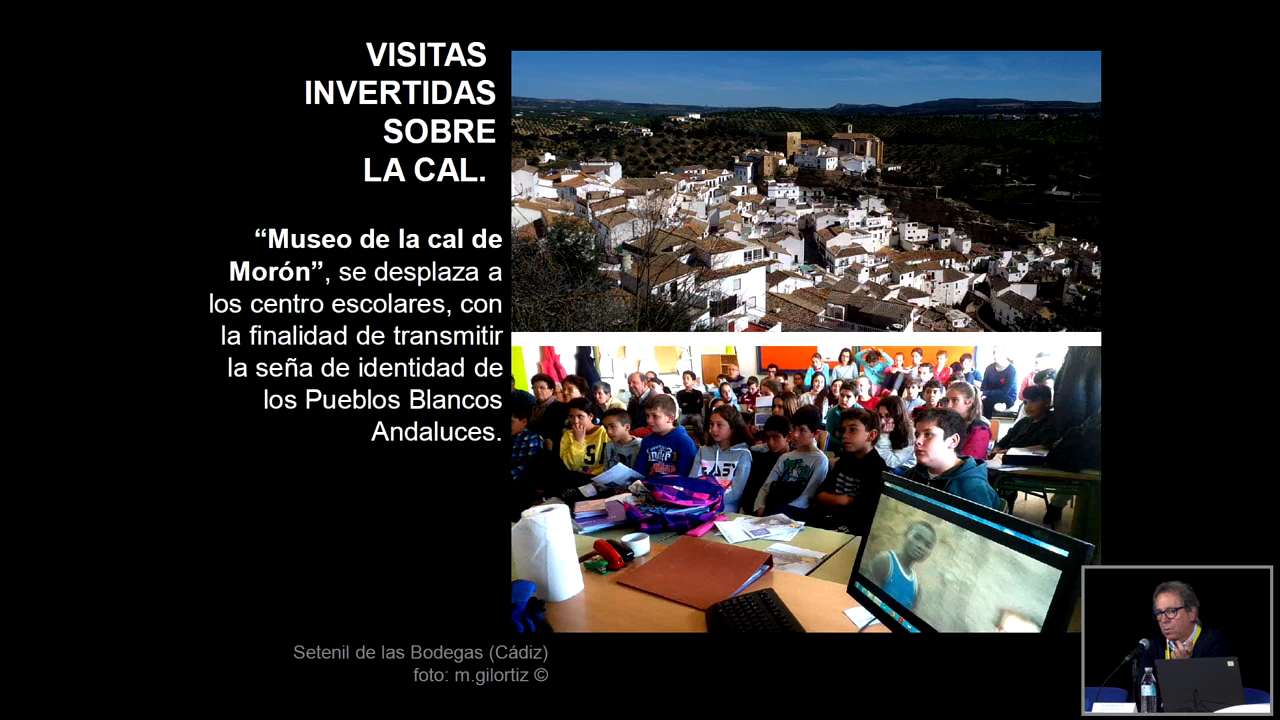 VISITAS
INVERTIDAS
SOBRE
LA CAL.
“Museo de la cal de
Morón”, se desplaza a
los centro escolares, con
la finalidad de transmitir
la seña de identidad de
los Pueblos Blancos
Andaluces.
Setenil de las Bodegas (Cádiz)
foto: m.gilortiz ©